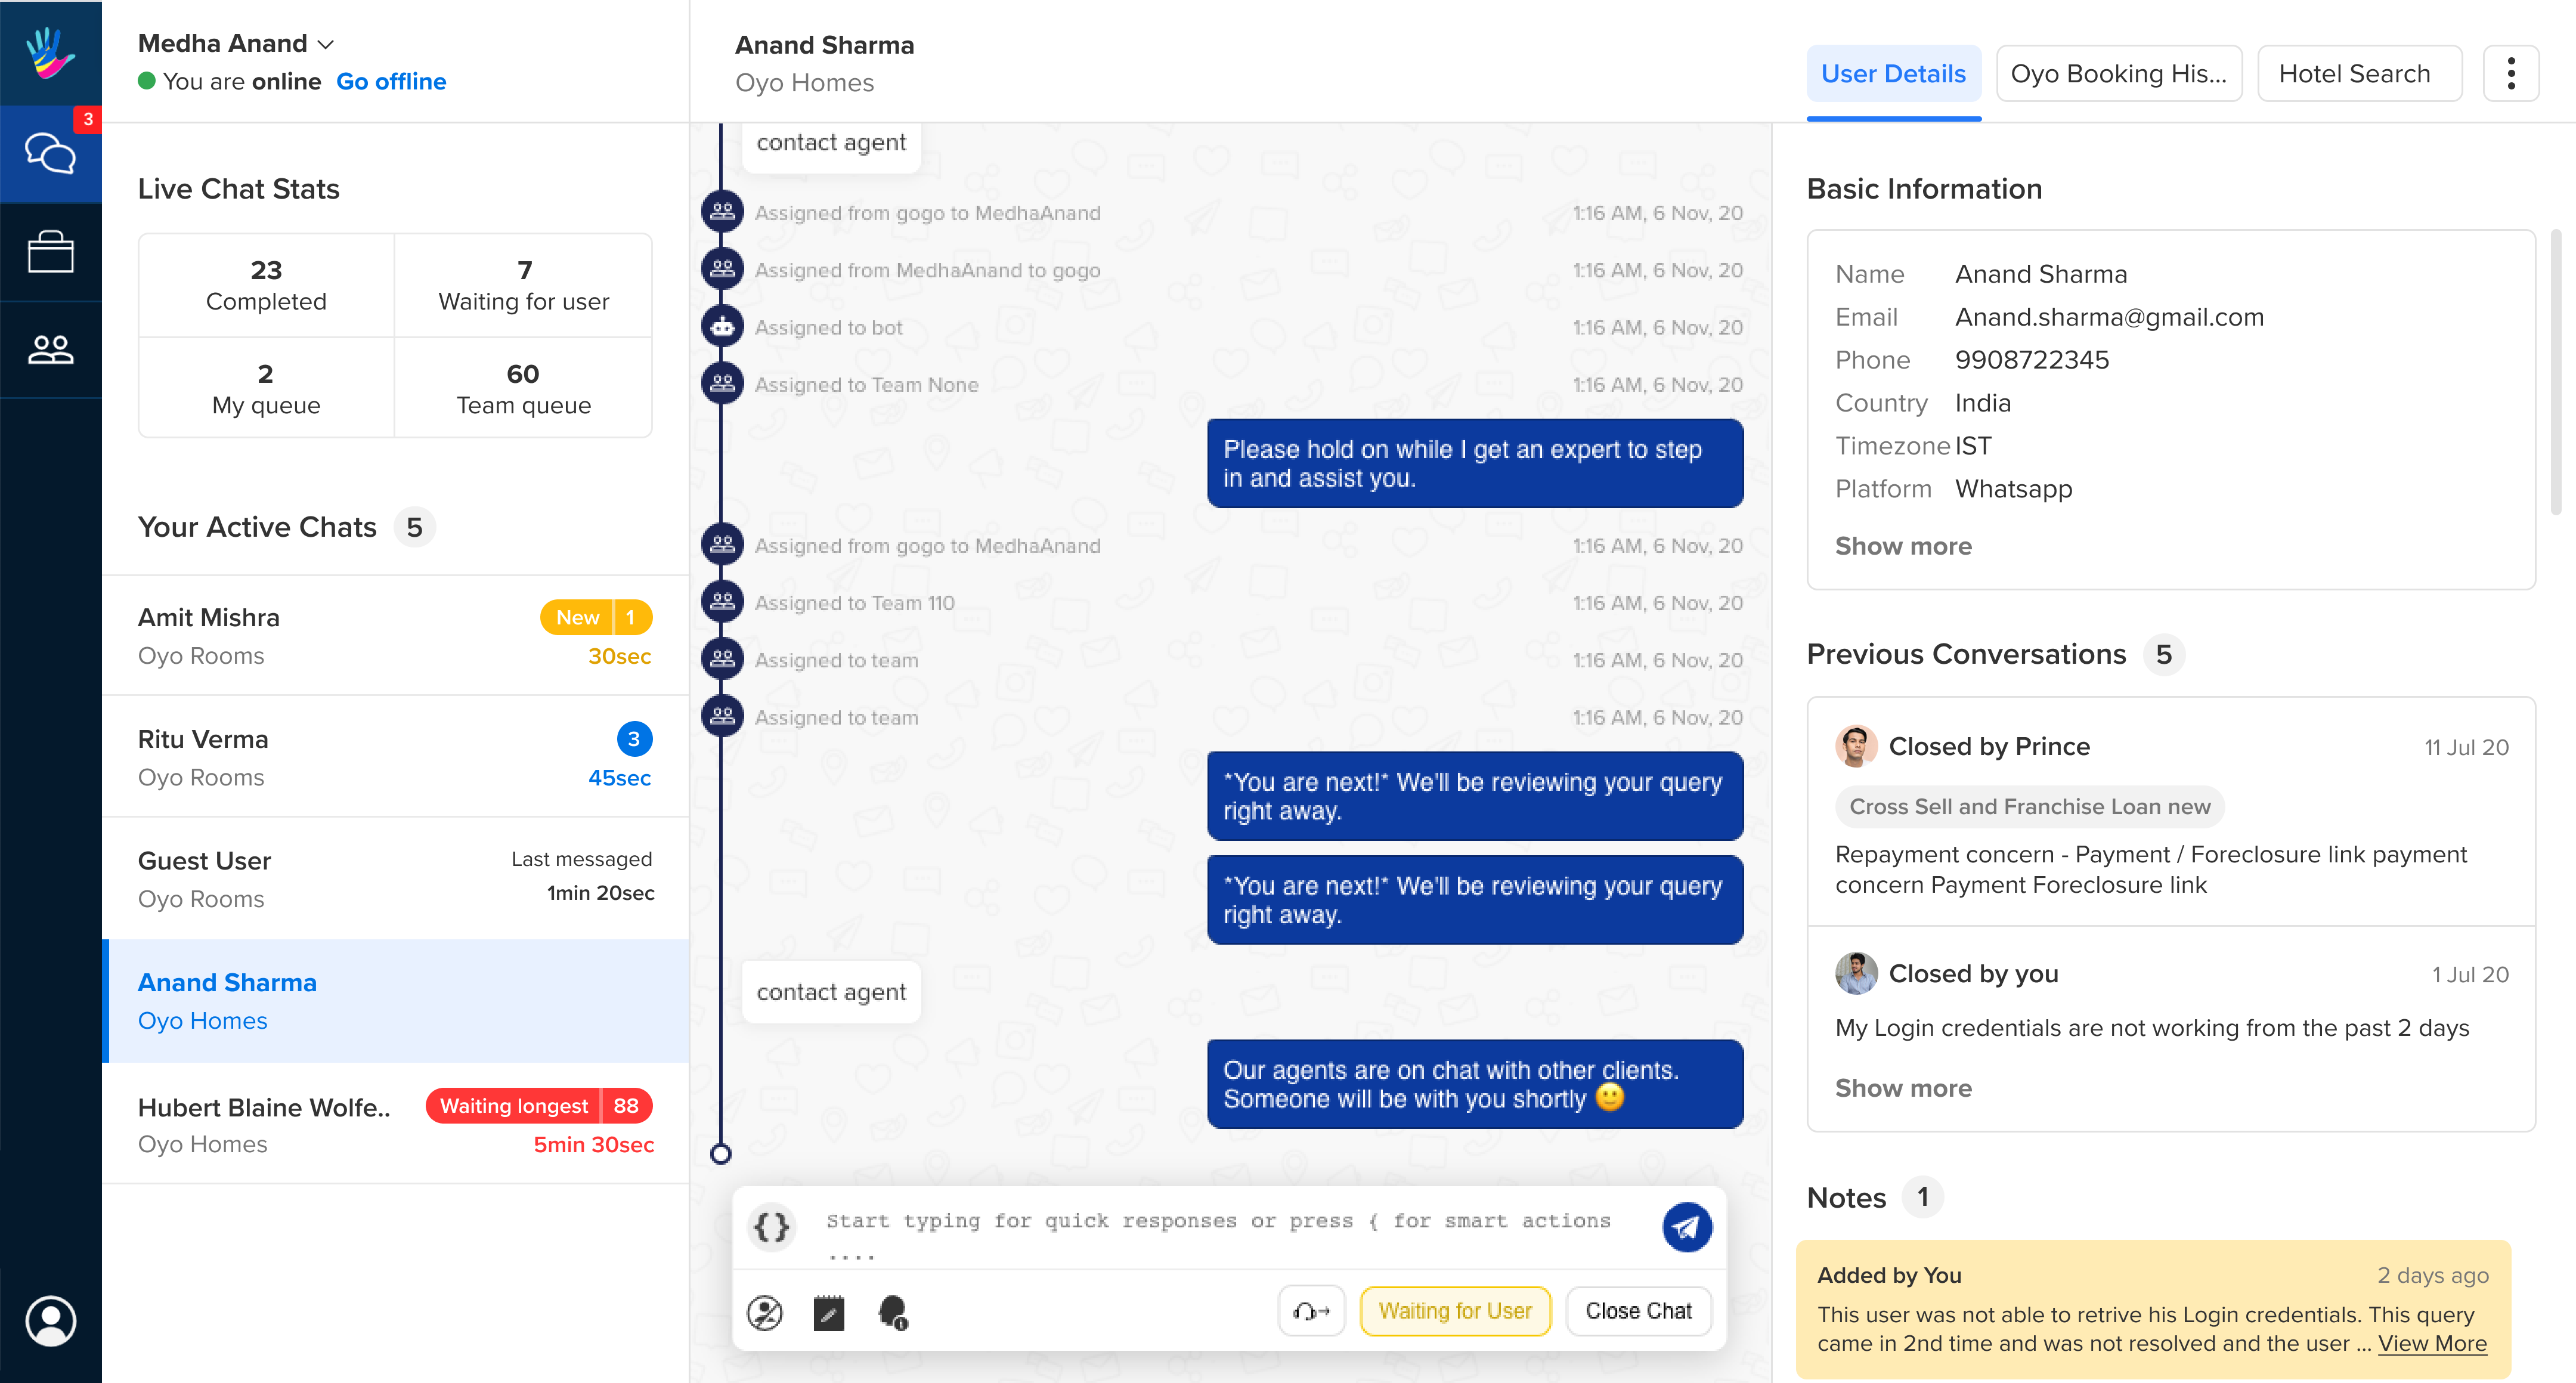 3
Medha Anand
You are online Go offline
Live Chat Stats
23
Completed
7
Waiting for user
2
My queue
60
Team queue
Your Active Chats 5
Amit Mishra
New 1
Oyo Rooms
30sec
Ritu Verma
3
Oyo Rooms
45sec
Guest User
Last messaged
Oyo Rooms
1min 20sec
Anand Sharma
Oyo Homes
Hubert Blaine Wolfe..
Waiting longest 88
Oyo Homes
5min 30sec
Anand Sharma
Oyo Homes
contact agent
Assigned from gogo to MedhaAnand 1:16 AM, 6 Nov, 20
Assigned from MedhaAnand to gogo 1:16 AM, 6 Nov, 20
Assigned to bot 1:16 AM, 6 Nov, 20
Assigned to Team None 1:16 AM, 6 Nov, 20
Please hold on while I get an expert to step
in and assist you.
Assigned from gogo to MedhaAnand 1:16 AM, 6 Nov, 20
Assigned to Team 110 1:16 AM, 6 Nov, 20
Assigned to team 1:16 AM, 6 Nov, 20
Assigned to team 1:16 AM, 6 Nov, 20
*You are next!* We'll be reviewing your query
right away.
*You are next!* We'll be reviewing your query
right away.
contact agent
Our agents are on chat with other clients.
Someone will be with you shortly 🙂
{} Start typing for quick responses or press { for smart actions
....
Waiting for User
Close Chat
User Details
Oyo Booking His...
Hotel Search
Basic Information
Name Anand Sharma
Email Anand.sharma@gmail.com
Phone 9908722345
Country India
Timezone IST
Platform Whatsapp
Show more
Previous Conversations 5
Closed by Prince 11 Jul 20
Cross Sell and Franchise Loan new
Repayment concern - Payment / Foreclosure link payment
concern Payment Foreclosure link
Closed by you 1 Jul 20
My Login credentials are not working from the past 2 days
Show more
Notes 1
Added by You 2 days ago
This user was not able to retrive his Login credentials. This query
came in 2nd time and was not resolved and the user ... View More